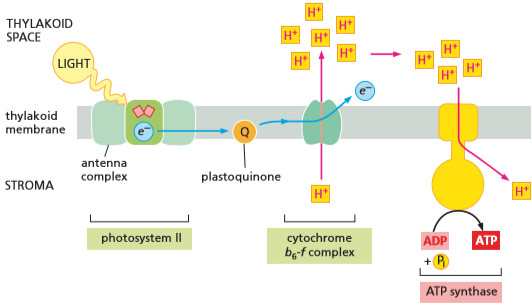 THYLAKOID
SPACE
H⁺
H⁺
H⁺
H⁺
H⁺
H⁺
H⁺
H⁺
H⁺
LIGHT
e⁻
thylakoid
membrane
e⁻
Q
antenna
complex
plastoquinone
STROMA
H⁺
H⁺
photosystem II
cytochrome
b₆-f complex
ADP
ATP
+ Pᵢ
ATP synthase